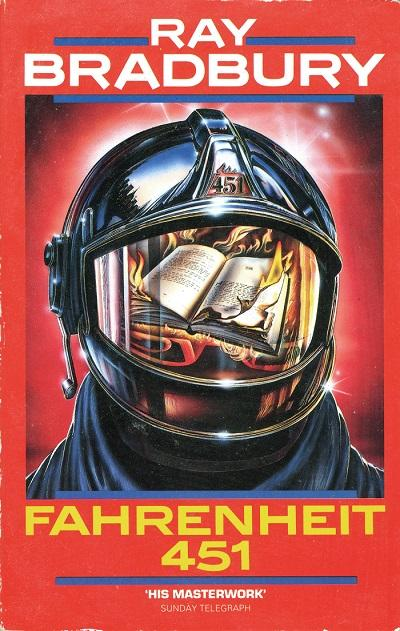 RAY
BRADBURY
451
FAHRENHEIT
451
'HIS MASTERWORK'
SUNDAY TELEGRAPH